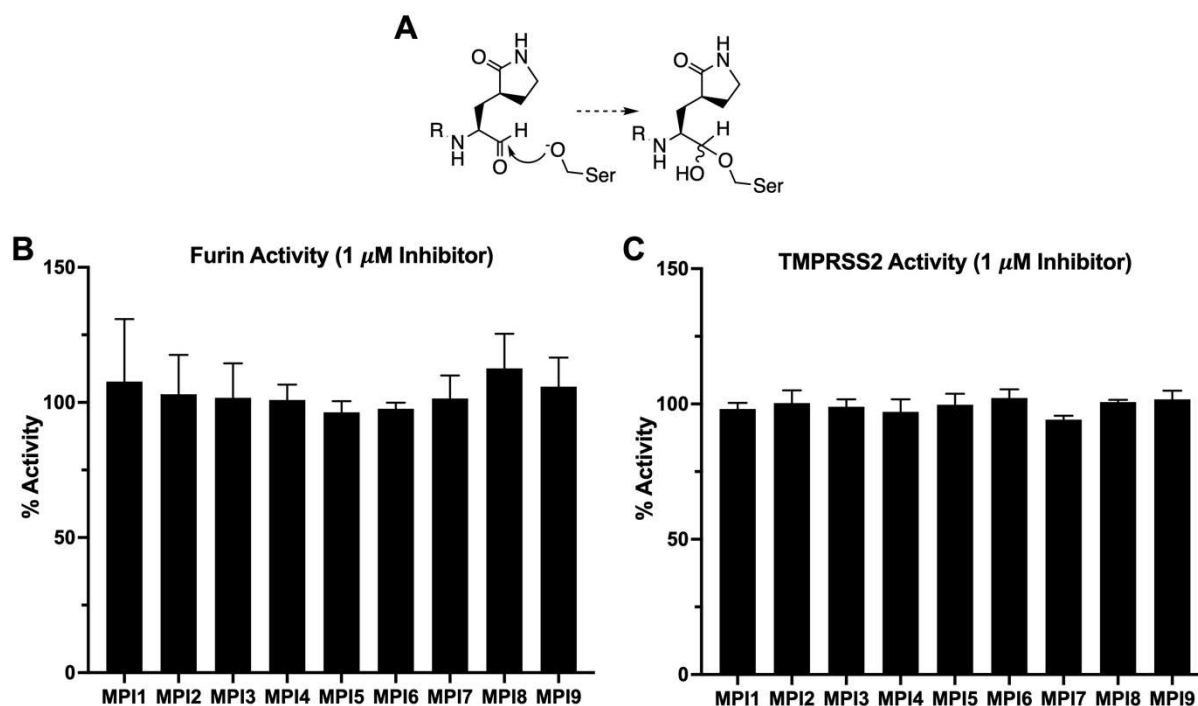 A
O
NH
R
N
H
H
O
-O
Ser
O
NH
R
N
H
H
HO
O
Ser
B
Furin Activity (1 μM Inhibitor)
% Activity
150
100
50
0
MPI1 MPI2 MPI3 MPI4 MPI5 MPI6 MPI7 MPI8 MPI9
C
TMPRSS2 Activity (1 μM Inhibitor)
% Activity
150
100
50
0
MPI1 MPI2 MPI3 MPI4 MPI5 MPI6 MPI7 MPI8 MPI9